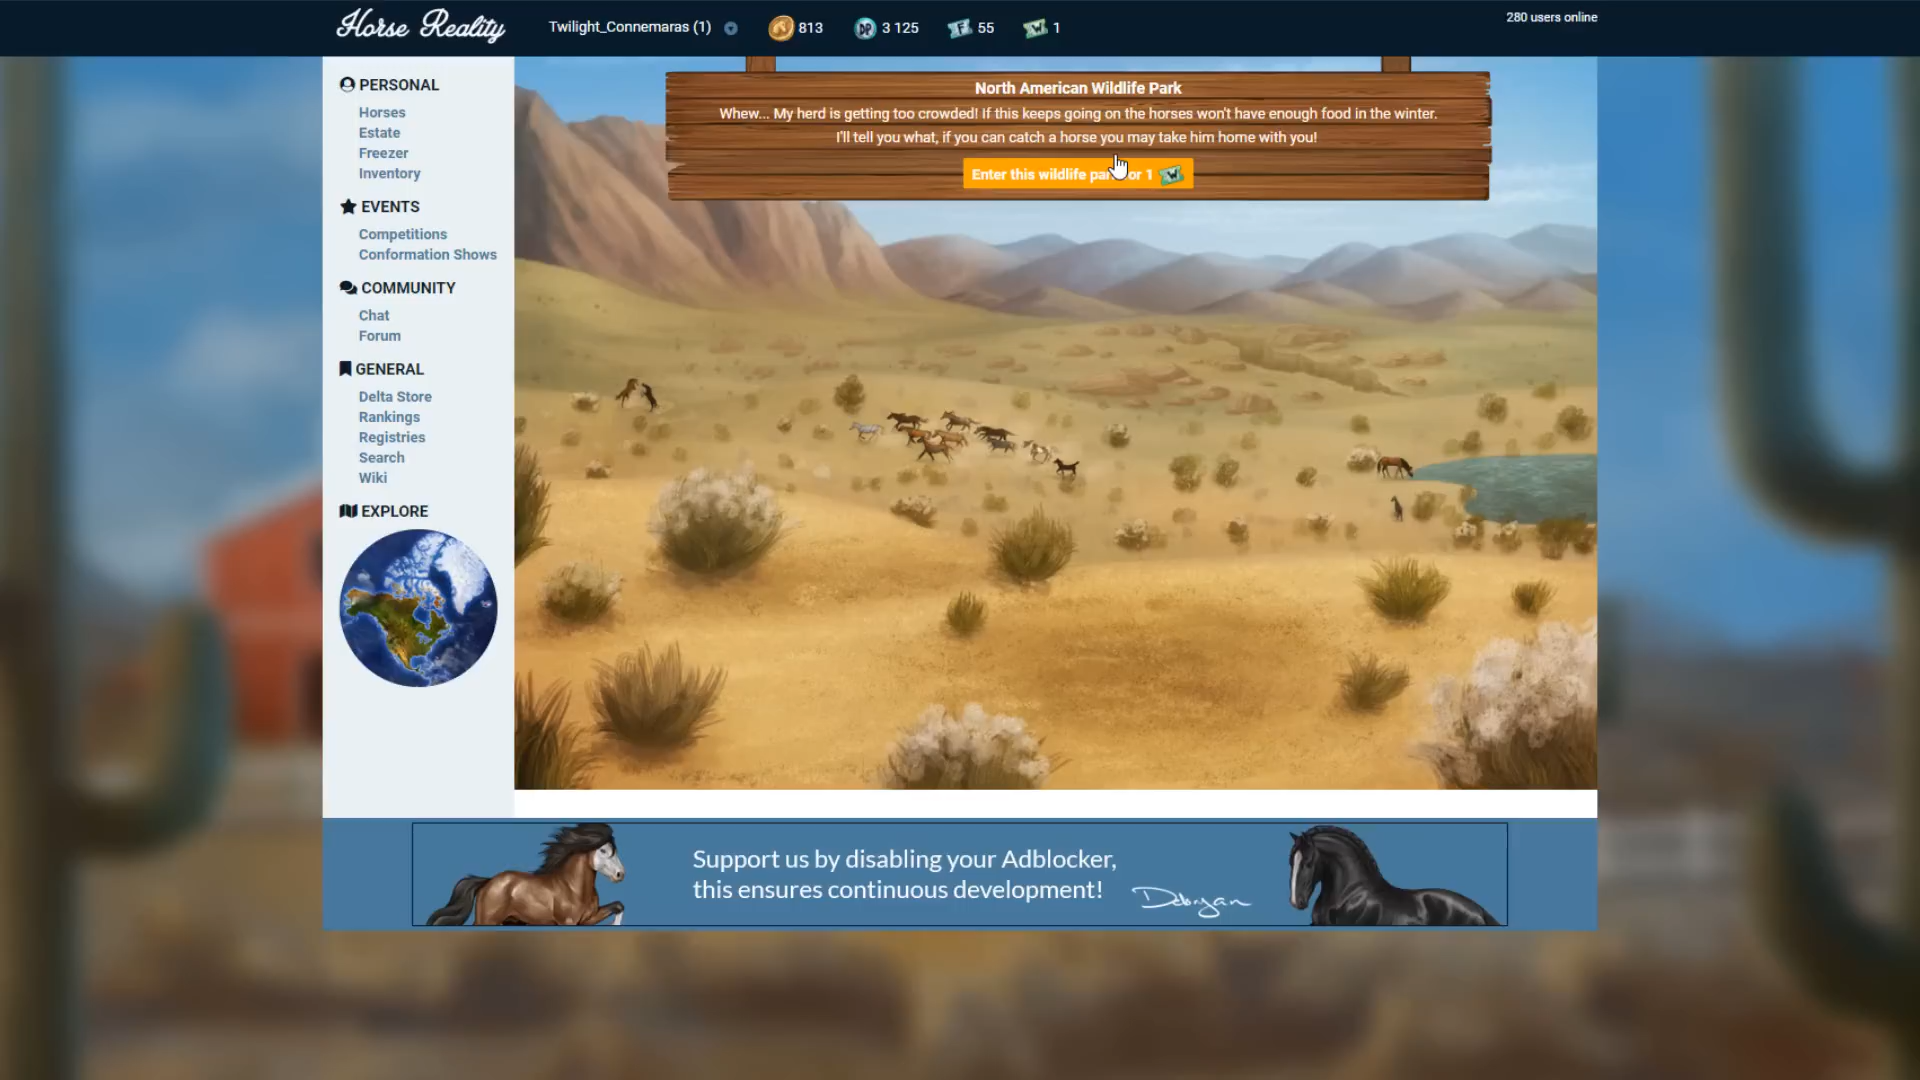 Horse Reality
Twilight_Connemaras (1)
813
DP
3 125
F
55
W
1
280 users online
PERSONAL
Horses
Estate
Freezer
Inventory
EVENTS
Competitions
Conformation Shows
COMMUNITY
Chat
Forum
GENERAL
Delta Store
Rankings
Registries
Search
Wiki
EXPLORE
North American Wildlife Park
Whew... My herd is getting too crowded! If this keeps going on the horses won't have enough food in the winter.
I'll tell you what, if you can catch a horse you may take him home with you!
Enter this wildlife par or 1 W
Support us by disabling your Adblocker,
this ensures continuous development!